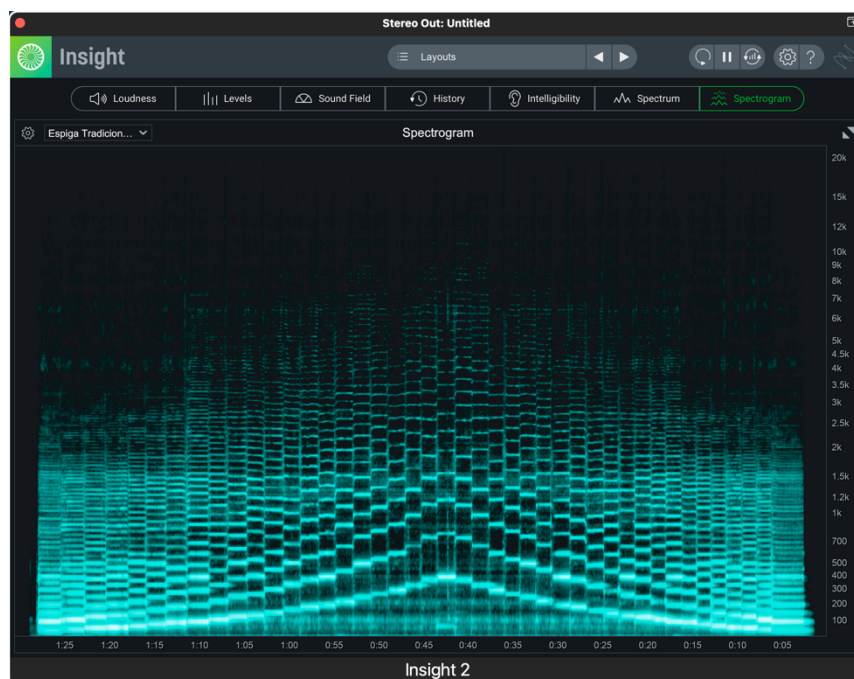 Stereo Out: Untitled
Insight
Layouts
?
Loudness
Levels
Sound Field
History
Intelligibility
Spectrum
Spectrogram
Espiga Tradicion...
Spectrogram
20k
15k
12k
10k
9k
8k
7k
6k
5k
4.5k
4k
3.5k
3k
2.5k
2k
1.5k
1.2k
1k
700
500
400
300
200
100
1:25 1:20 1:15 1:10 1:05 1:00 0:55 0:50 0:45 0:40 0:35 0:30 0:25 0:20 0:15 0:10 0:05
Insight 2